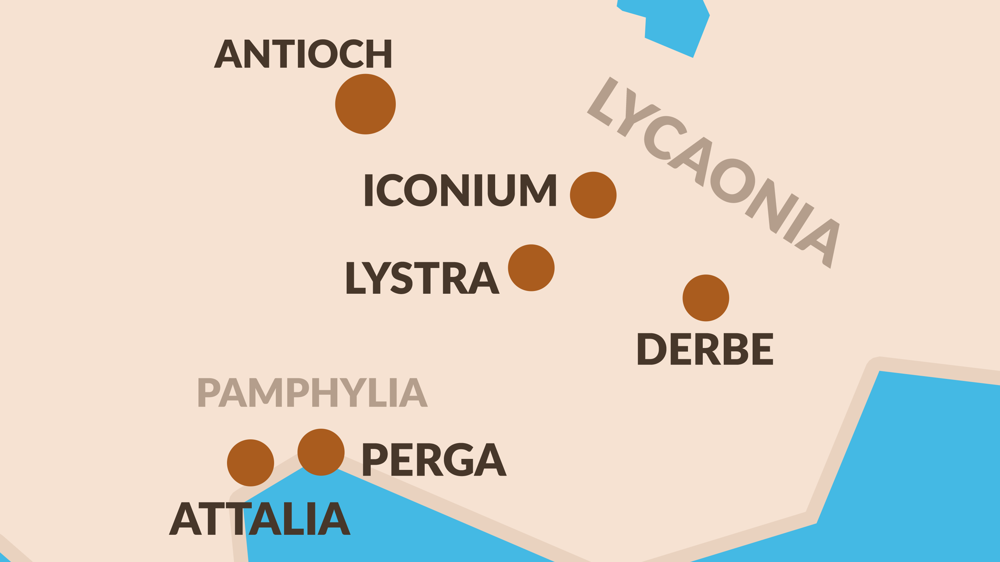 ANTIOCH
LYCAONIA
ICONIUM
LYSTRA
DERBE
PAMPHYLIA
PERGA
ATTALIA